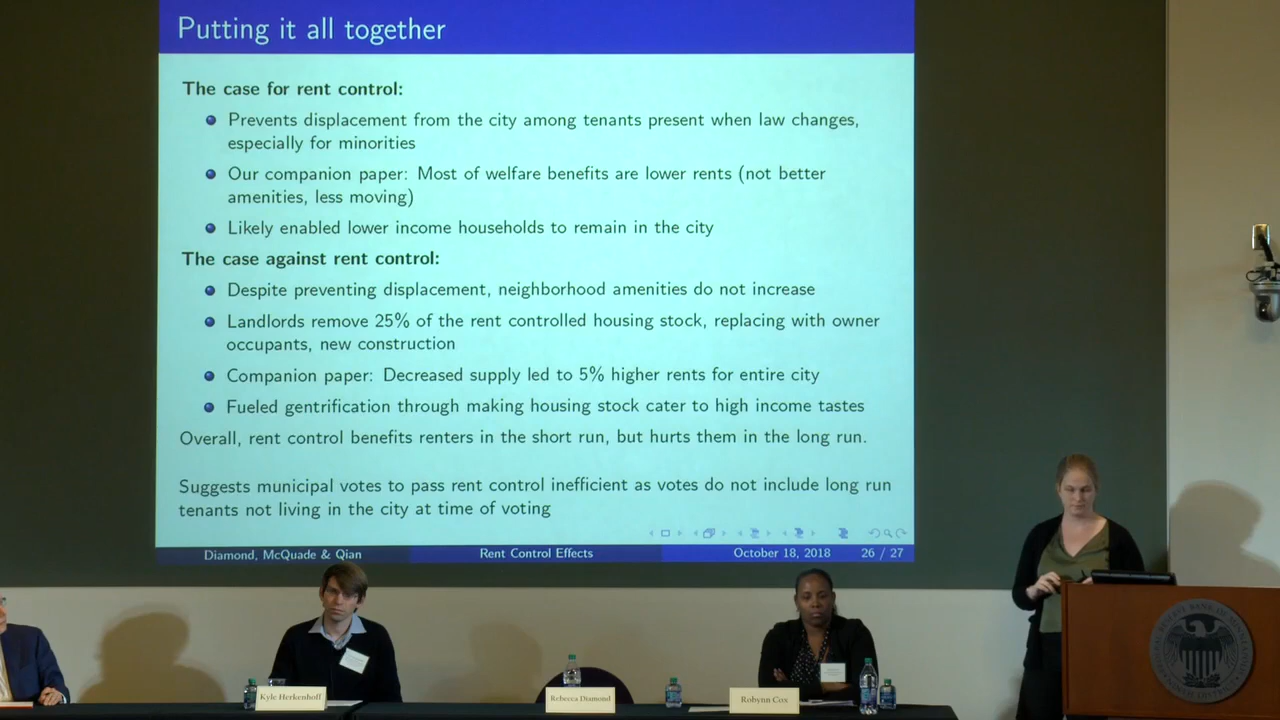 Putting it all together
The case for rent control:
Prevents displacement from the city among tenants present when law changes,
especially for minorities
Our companion paper: Most of welfare benefits are lower rents (not better
amenities, less moving)
Likely enabled lower income households to remain in the city
The case against rent control:
Despite preventing displacement, neighborhood amenities do not increase
Landlords remove 25% of the rent controlled housing stock, replacing with owner
occupants, new construction
Companion paper: Decreased supply led to 5% higher rents for entire city
Fueled gentrification through making housing stock cater to high income tastes
Overall, rent control benefits renters in the short run, but hurts them in the long run.
Suggests municipal votes to pass rent control inefficient as votes do not include long run
tenants not living in the city at time of voting
Diamond, McQuade & Qian Rent Control Effects October 18, 2018 26 / 27
Kyle Herkenhoff
Rebecca Diamond
Robynn Cox